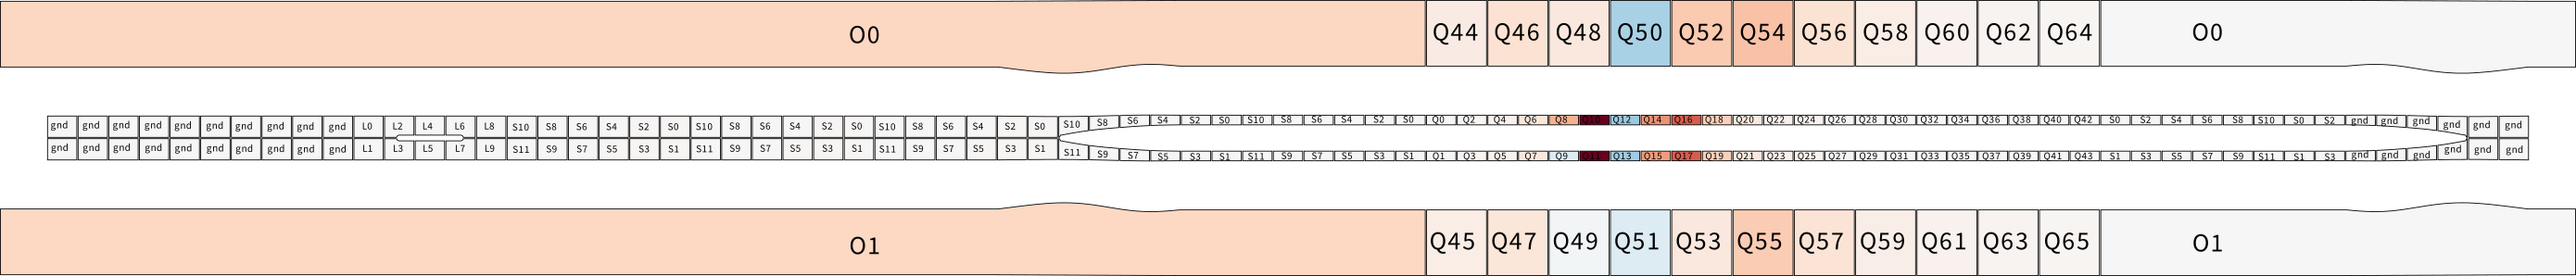 O0 Q44 Q46 Q48 Q50 Q52 Q54 Q56 Q58 Q60 Q62 Q64 O0
gnd gnd gnd gnd gnd gnd gnd gnd gnd gnd L0 L2 L4 L6 L8 S10 S8 S6 S4 S2 S0 S10 S8 S6 S4 S2 S0 S10 S8 S6 S4 S2 S0 S10 S8 S6 S4 S2 S0 S10 S8 S6 S4 S2 S0 Q0 Q2 Q4 Q6 Q8 Q10 Q12 Q14 Q16 Q18 Q20 Q22 Q24 Q26 Q28 Q30 Q32 Q34 Q36 Q38 Q40 Q42 S0 S2 S4 S6 S8 S10 S0 S2 gnd gnd gnd gnd gnd gnd
gnd gnd gnd gnd gnd gnd gnd gnd gnd gnd L1 L3 L5 L7 L9 S11 S9 S7 S5 S3 S1 S11 S9 S7 S5 S3 S1 S11 S9 S7 S5 S3 S1 S11 S9 S7 S5 S3 S1 S11 S9 S7 S5 S3 S1 Q1 Q3 Q5 Q7 Q9 Q11 Q13 Q15 Q17 Q19 Q21 Q23 Q25 Q27 Q29 Q31 Q33 Q35 Q37 Q39 Q41 Q43 S1 S3 S5 S7 S9 S11 S1 S3 gnd gnd gnd gnd gnd gnd
O1 Q45 Q47 Q49 Q51 Q53 Q55 Q57 Q59 Q61 Q63 Q65 O1